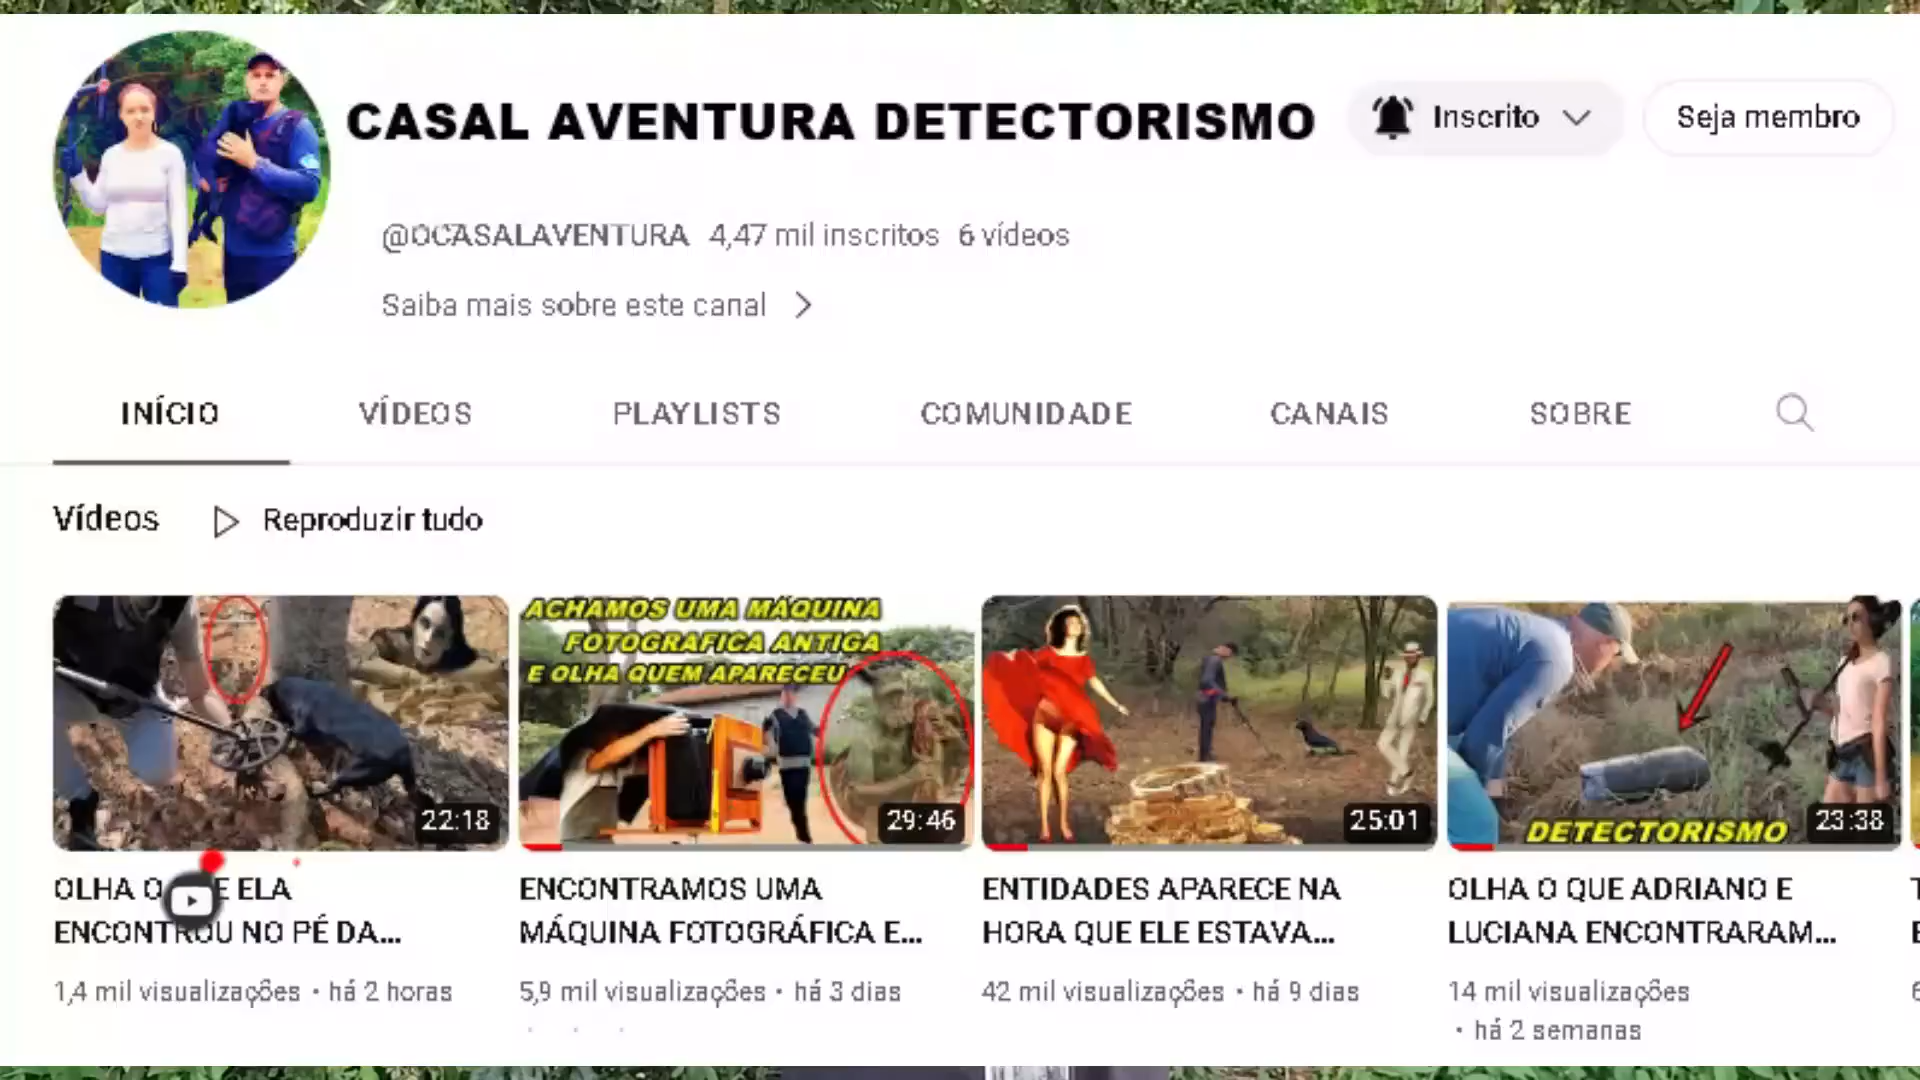 CASAL AVENTURA DETECTORISMO
Inscrito
Seja membro
@OCASALAVENTURA 4,47 mil inscritos 6 vídeos
Saiba mais sobre este canal
INÍCIO
VÍDEOS
PLAYLISTS
COMUNIDADE
CANAIS
SOBRE
Vídeos
Reproduzir tudo
22:18
ACHAMOS UMA MÁQUINA
FOTOGRAFICA ANTIGA
E OLHA QUEM APARECEU
29:46
25:01
DETECTORISMO
23:38
OLHA O ELA
ENCONTROU NO PÉ DA...
1,4 mil visualizações • há 2 horas
ENCONTRAMOS UMA
MÁQUINA FOTOGRÁFICA E...
5,9 mil visualizações • há 3 dias
ENTIDADES APARECE NA
HORA QUE ELE ESTAVA...
42 mil visualizações • há 9 dias
OLHA O QUE ADRIANO E
LUCIANA ENCONTRARAM...
14 mil visualizações
• há 2 semanas